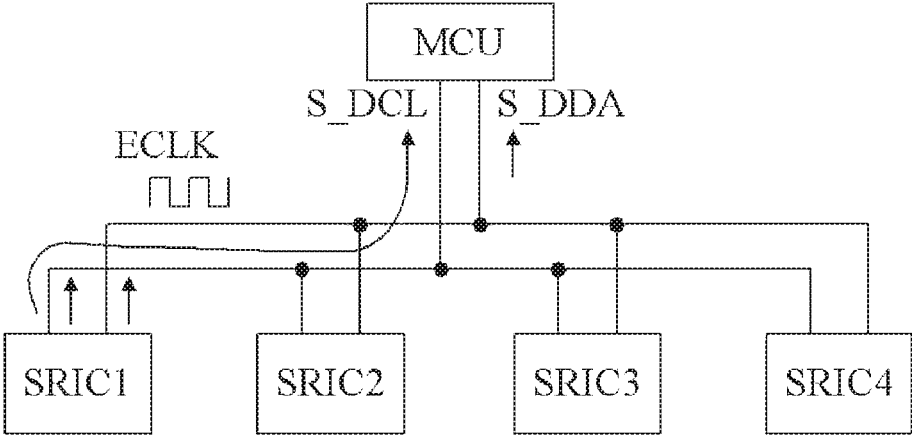 MCU
S_DCL
S_DDA
ECLK
SRIC1
SRIC2
SRIC3
SRIC4